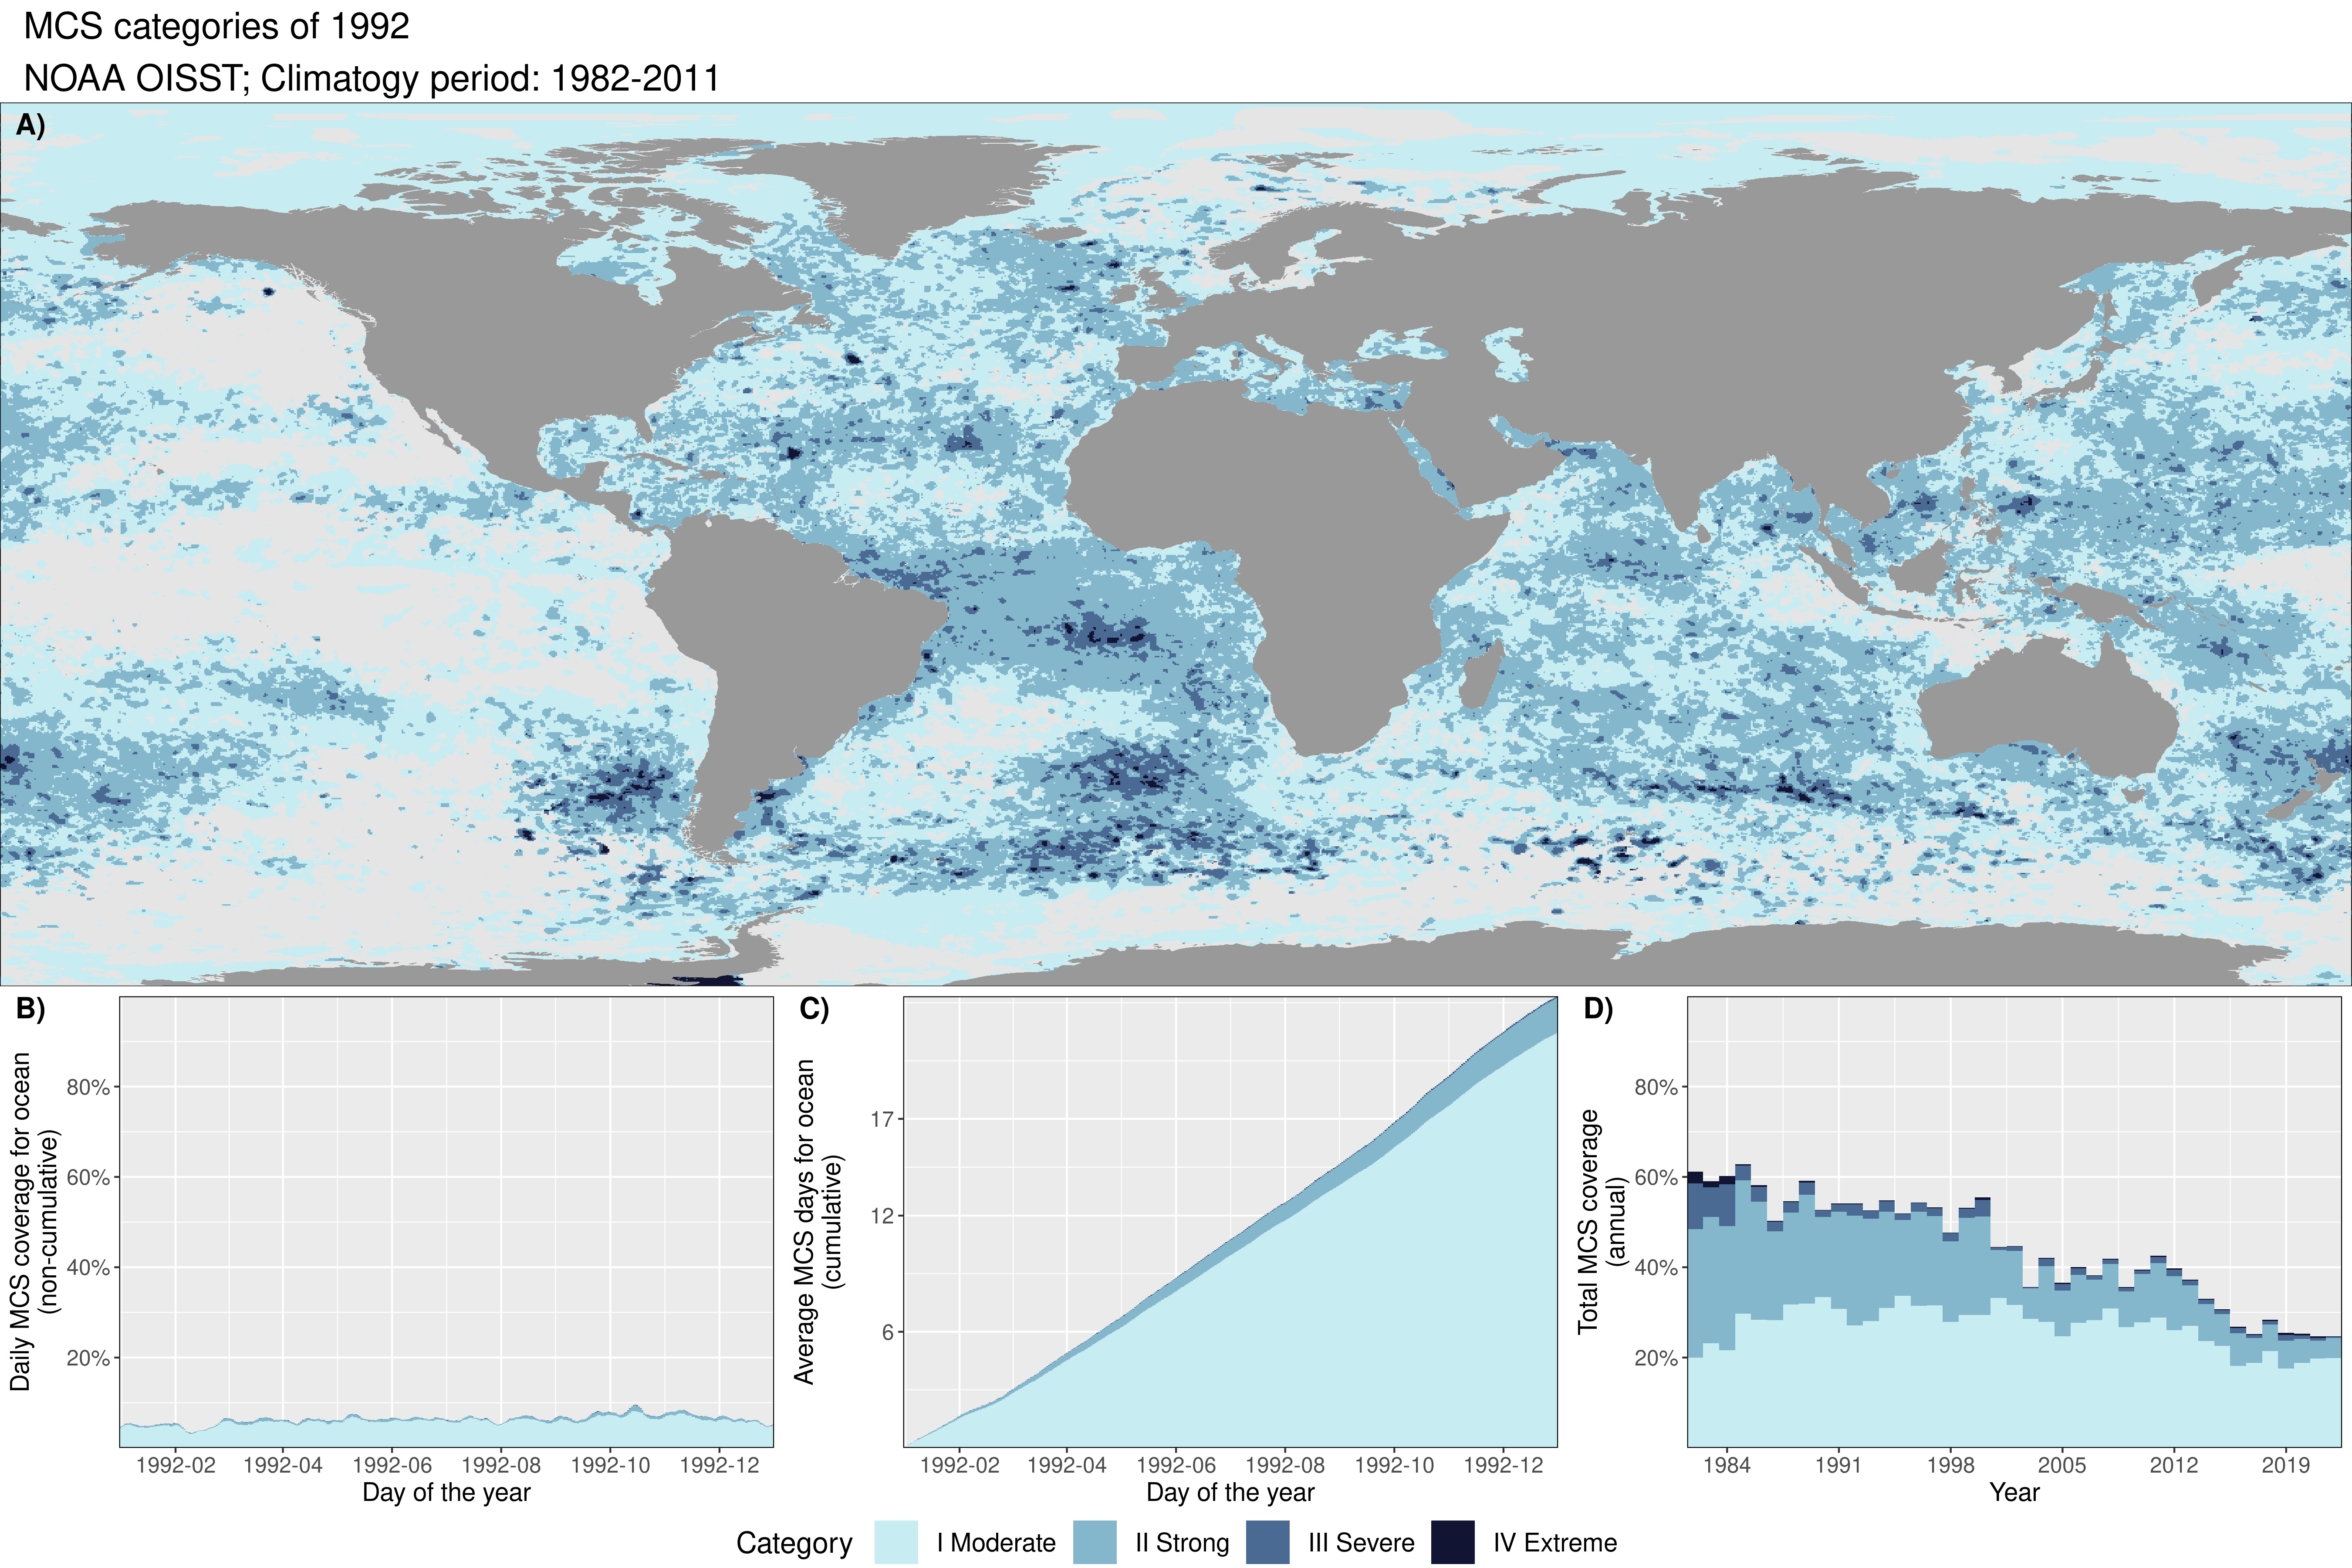 MCS categories of 1992
NOAA OISST; Climatogy period: 1982-2011
A)
B)
Daily MCS coverage for ocean
(non-cumulative)
80%
60%
40%
20%
1992-02 1992-04 1992-06 1992-08 1992-10 1992-12
Day of the year
C)
Average MCS days for ocean
(cumulative)
17
12
6
1992-02 1992-04 1992-06 1992-08 1992-10 1992-12
Day of the year
D)
Total MCS coverage
(annual)
80%
60%
40%
20%
1984 1991 1998 2005 2012 2019
Year
Category I Moderate II Strong III Severe IV Extreme